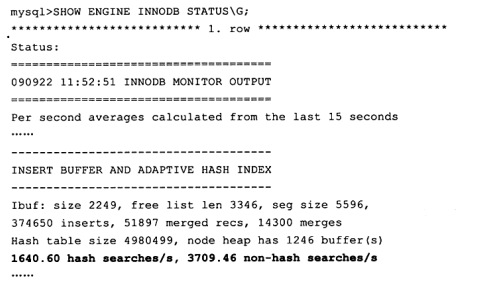 mysql>SHOW ENGINE INNODB STATUS\G;
*************************** 1. row ***************************
Status:
=====================================
090922 11:52:51 INNODB MONITOR OUTPUT
=====================================
Per second averages calculated from the last 15 seconds
……
-------------------------------------
INSERT BUFFER AND ADAPTIVE HASH INDEX
-------------------------------------
Ibuf: size 2249, free list len 3346, seg size 5596,
374650 inserts, 51897 merged recs, 14300 merges
Hash table size 4980499, node heap has 1246 buffer(s)
1640.60 hash searches/s, 3709.46 non-hash searches/s
……